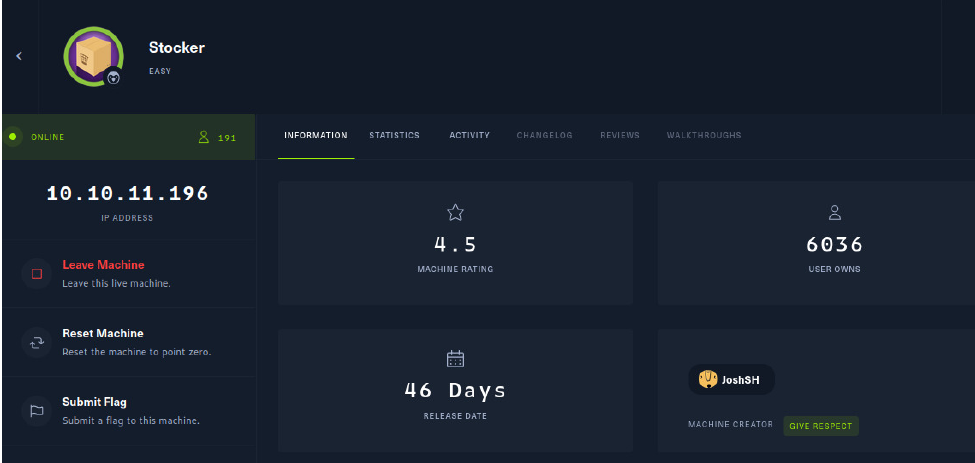 Stocker
EASY
ONLINE
191
INFORMATION STATISTICS ACTIVITY CHANGELOG REVIEWS WALKTHROUGHS
10.10.11.196
IP ADDRESS
Leave Machine
Leave this live machine.
Reset Machine
Reset the machine to point zero.
Submit Flag
Submit a flag to this machine.
4.5
MACHINE RATING
6036
USER OWNS
46 Days
RELEASE DATE
JoshSH
MACHINE CREATOR GIVE RESPECT